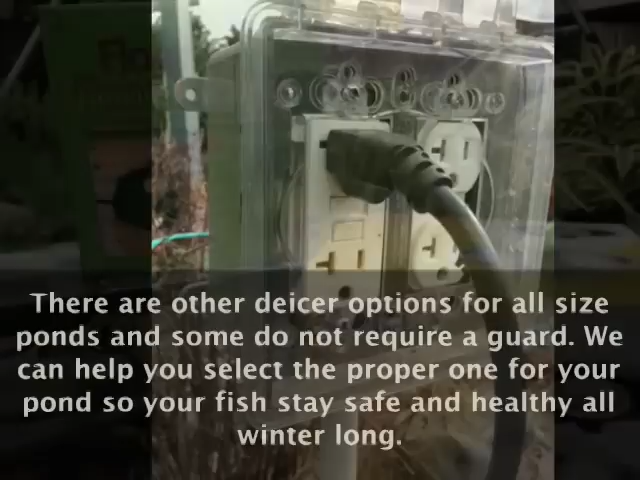 There are other deicer options for all size
ponds and some do not require a guard. We
can help you select the proper one for your
pond so your fish stay safe and healthy all
winter long.